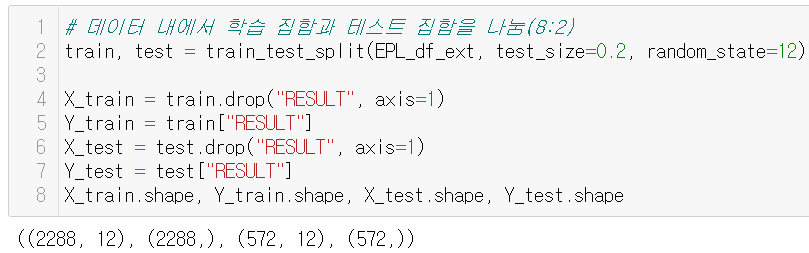 1 # 데이터 내에서 학습 집합과 테스트 집합을 나눔(8:2)
2 train, test = train_test_split(EPL_df_ext, test_size=0.2, random_state=12)
3
4 X_train = train.drop("RESULT", axis=1)
5 Y_train = train["RESULT"]
6 X_test = test.drop("RESULT", axis=1)
7 Y_test = test["RESULT"]
8 X_train.shape, Y_train.shape, X_test.shape, Y_test.shape
((2288, 12), (2288,), (572, 12), (572,))